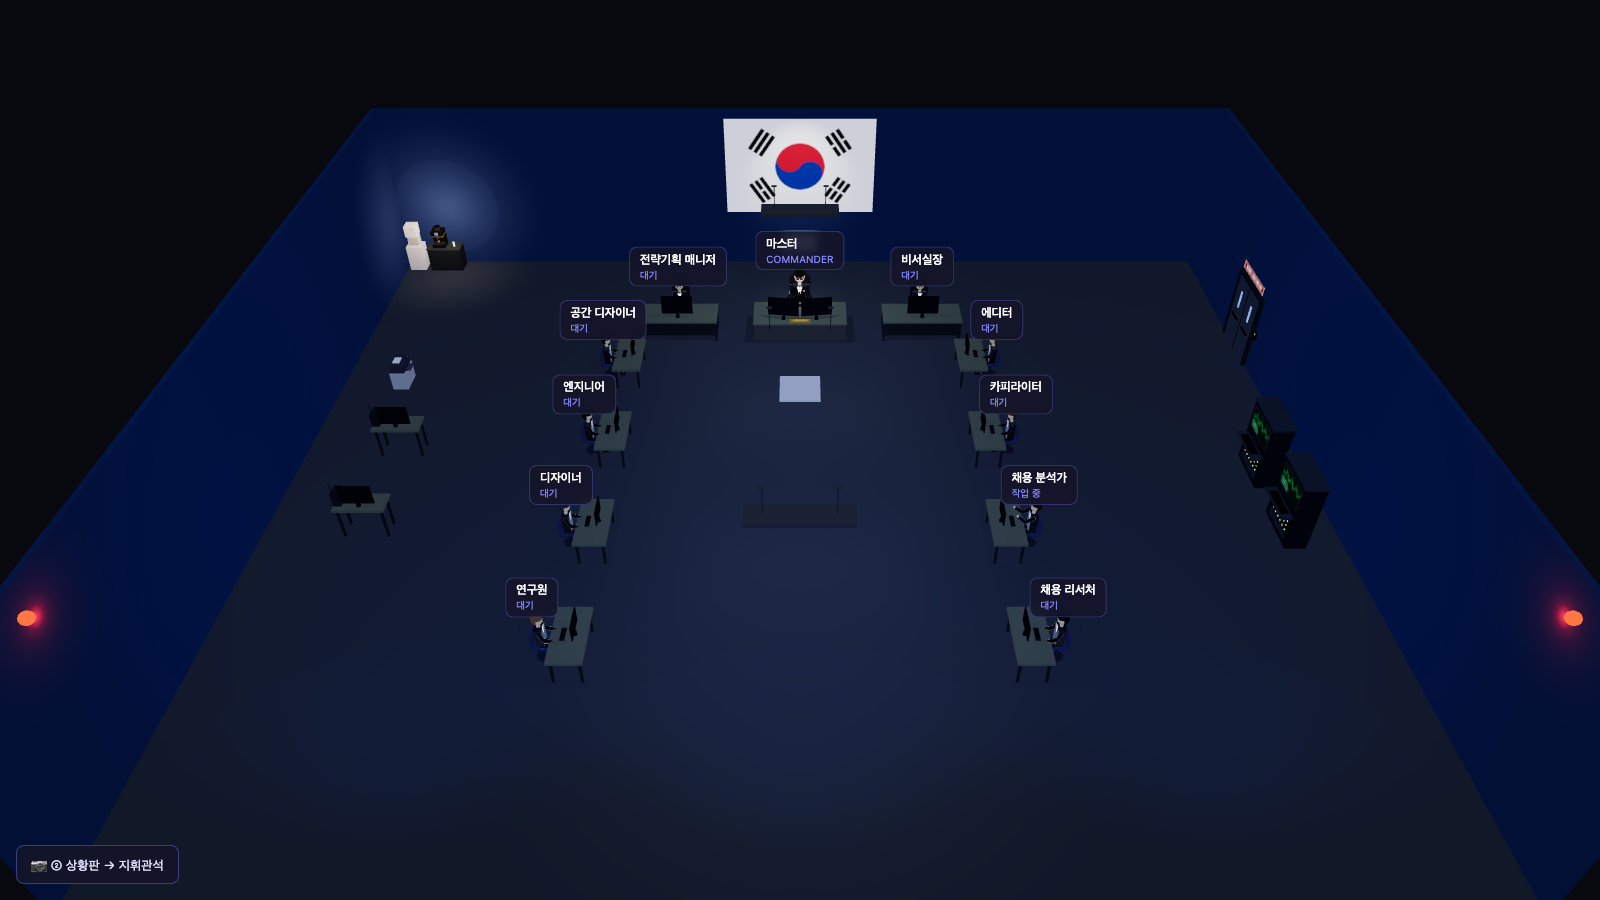 마스터
COMMANDER
전략기획 매니저
대기
비서실장
대기
공간 디자이너
대기
에디터
대기
엔지니어
대기
카피라이터
대기
디자이너
대기
채용 분석가
작업 중
연구원
대기
채용 리서처
대기
② 상황판 → 지휘관석